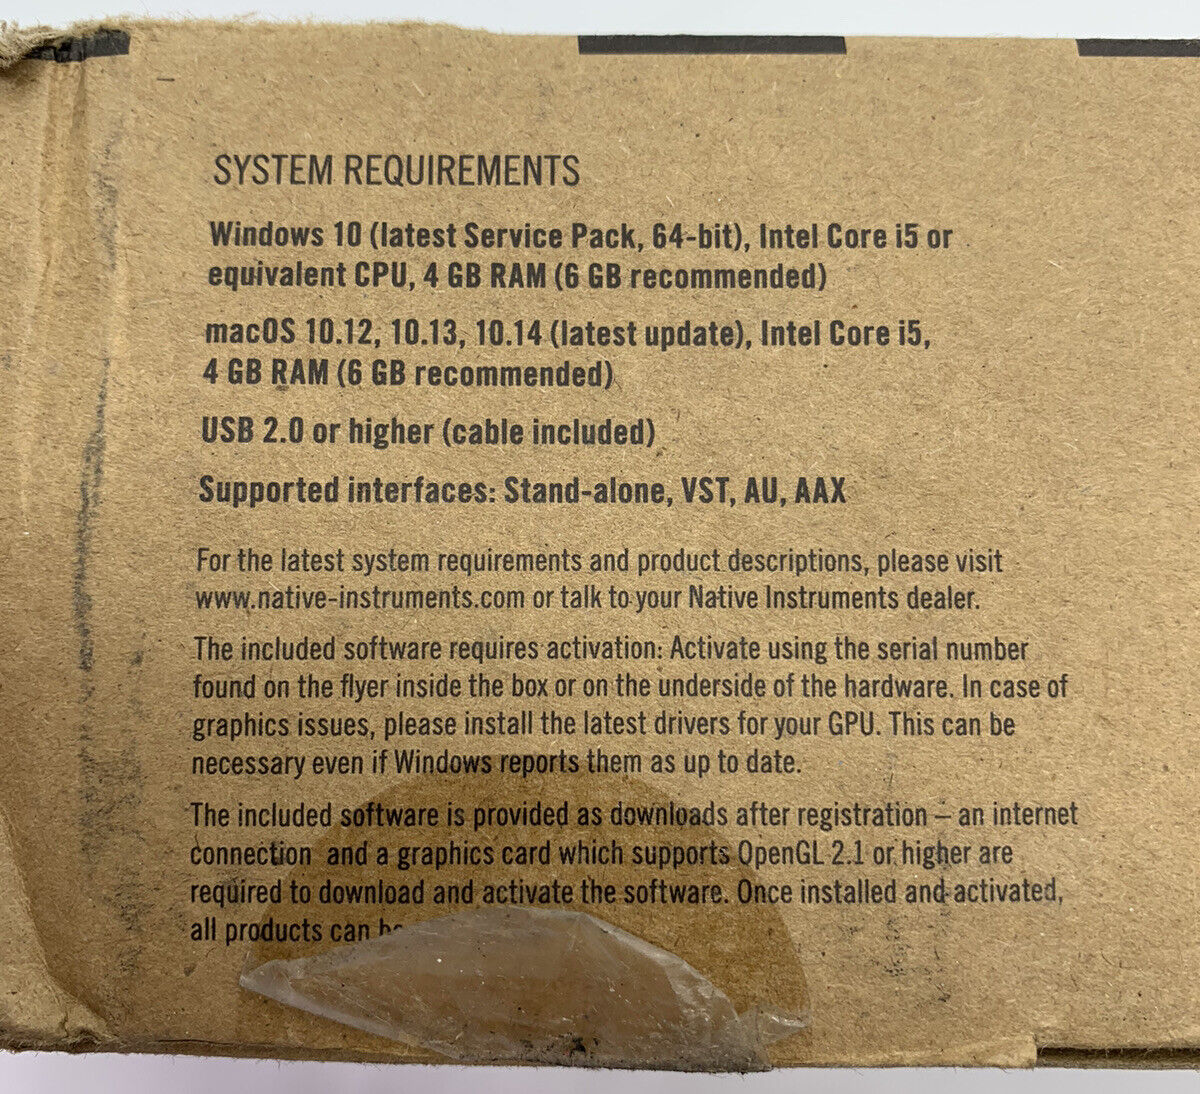 SYSTEM REQUIREMENTS
Windows 10 (latest Service Pack, 64-bit), Intel Core i5 or
equivalent CPU, 4 GB RAM (6 GB recommended)
macOS 10.12, 10.13, 10.14 (latest update), Intel Core i5,
4 GB RAM (6 GB recommended)
USB 2.0 or higher (cable included)
Supported interfaces: Stand-alone, VST, AU, AAX
For the latest system requirements and product descriptions, please visit
www.native-instruments.com or talk to your Native Instruments dealer.
The included software requires activation: Activate using the serial number
found on the flyer inside the box or on the underside of the hardware. In case of
graphics issues, please install the latest drivers for your GPU. This can be
necessary even if Windows reports them as up to date.
The included software is provided as downloads after registration – an internet
connection and a graphics card which supports OpenGL 2.1 or higher are
required to download and activate the software. Once installed and activated,
all products can